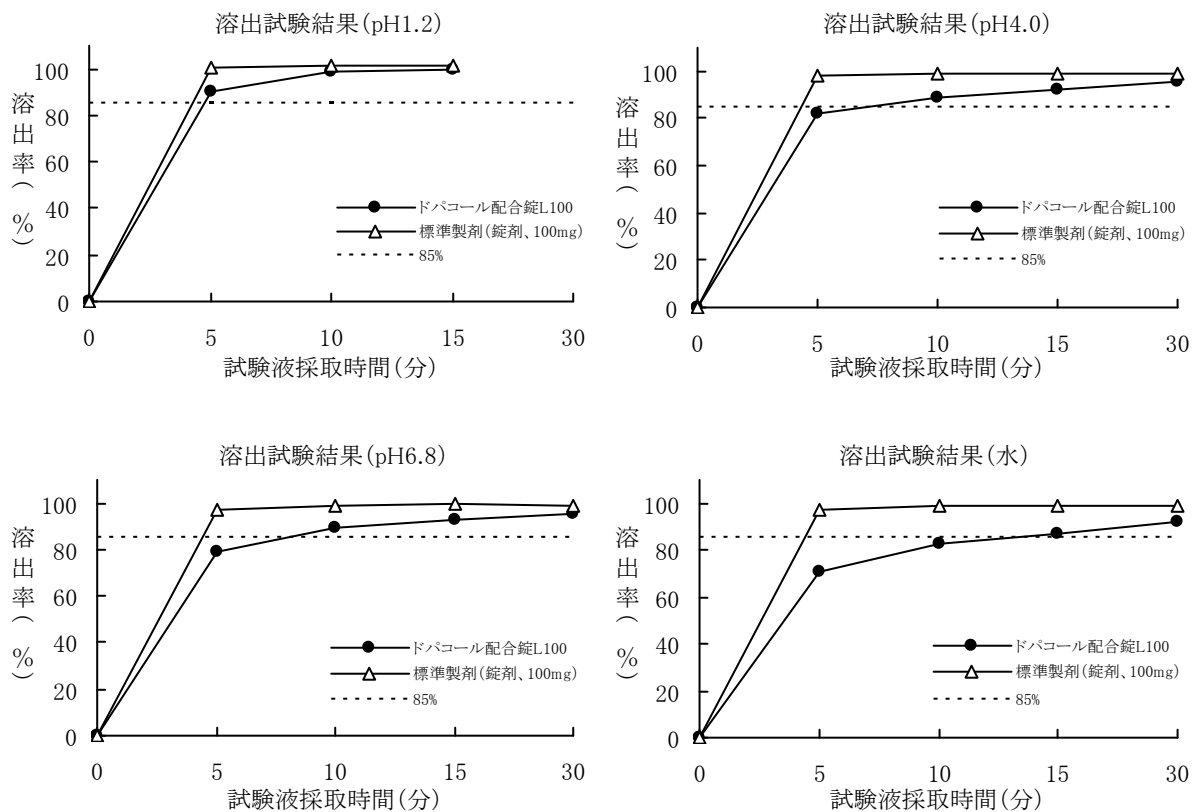 溶出試験結果(pH1.2)
100
80
60
40
20
0
溶出率(%)
ドパコール配合錠L100
標準製剤(錠剤、100mg)
85%
0 5 10 15 30
試験液採取時間(分)
溶出試験結果(pH4.0)
100
80
60
40
20
0
溶出率(%)
ドパコール配合錠L100
標準製剤(錠剤、100mg)
85%
0 5 10 15 30
試験液採取時間(分)
溶出試験結果(pH6.8)
100
80
60
40
20
0
溶出率(%)
ドパコール配合錠L100
標準製剤(錠剤、100mg)
85%
0 5 10 15 30
試験液採取時間(分)
溶出試験結果(水)
100
80
60
40
20
0
溶出率(%)
ドパコール配合錠L100
標準製剤(錠剤、100mg)
85%
0 5 10 15 30
試験液採取時間(分)